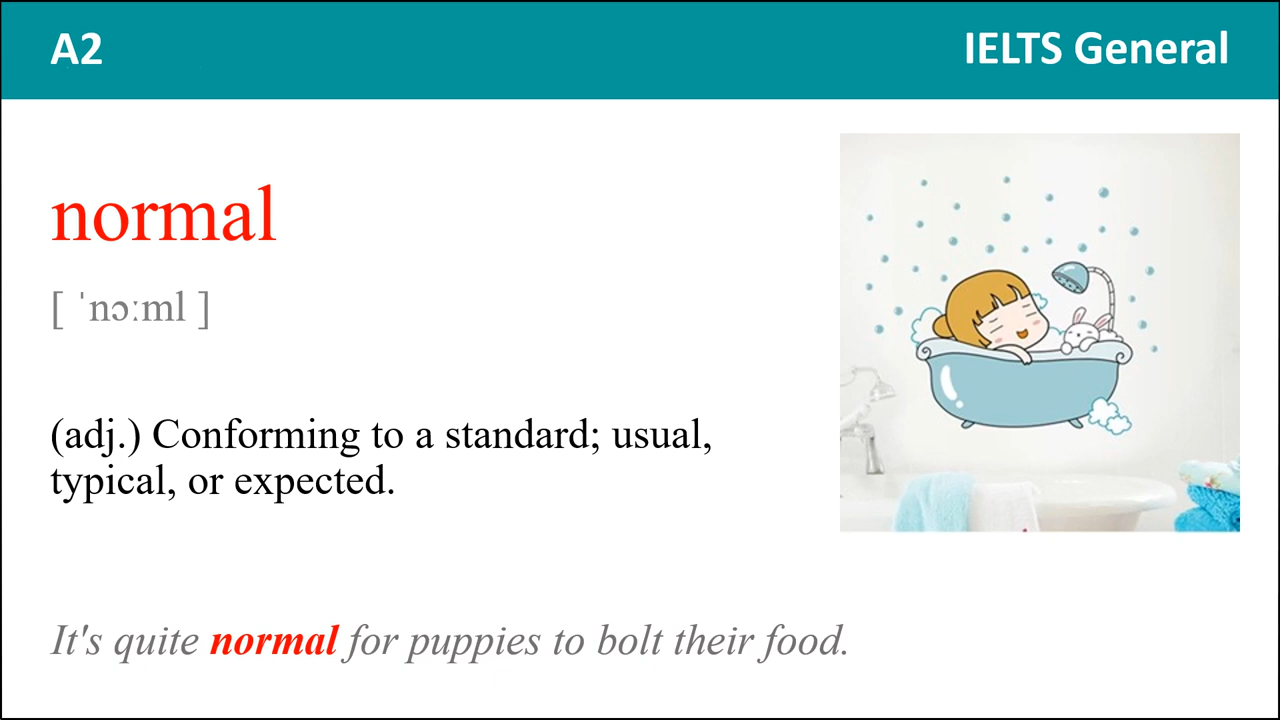 A2
IELTS General
normal
[ ˈnɔːml ]
(adj.) Conforming to a standard; usual,
typical, or expected.
It's quite normal for puppies to bolt their food.